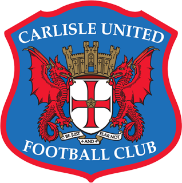 CARLISLE UNITED
BE JUST
AND
FEAR NOT
FOOTBALL CLUB